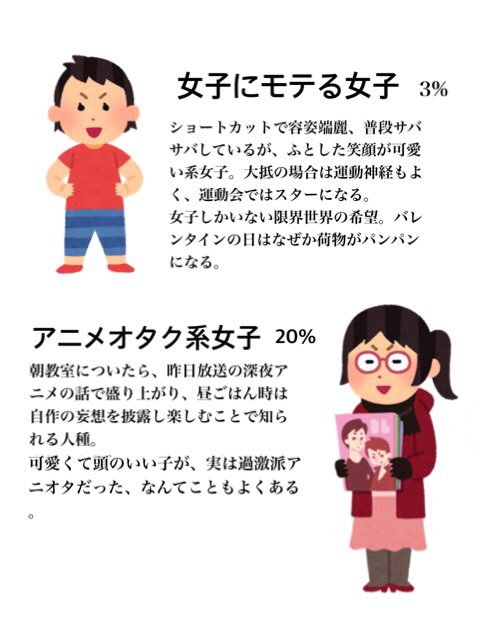 女子にモテる女子 3%
ショートカットで容姿端麗、普段サバ
サバしているが、ふとした笑顔が可愛
い系女子。大抵の場合は運動神経もよ
く、運動会ではスターになる。
女子しかいない限界世界の希望。バレ
ンタインの日はなぜか荷物がパンパン
になる。
アニメオタク系女子 20%
朝教室についたら、昨日放送の深夜ア
ニメの話で盛り上がり、昼ごはん時は
自作の妄想を披露し楽しむことで知ら
れる人種。
可愛くて頭のいい子が、実は過激派ア
ニオタだった、なんてこともよくある
。
BL